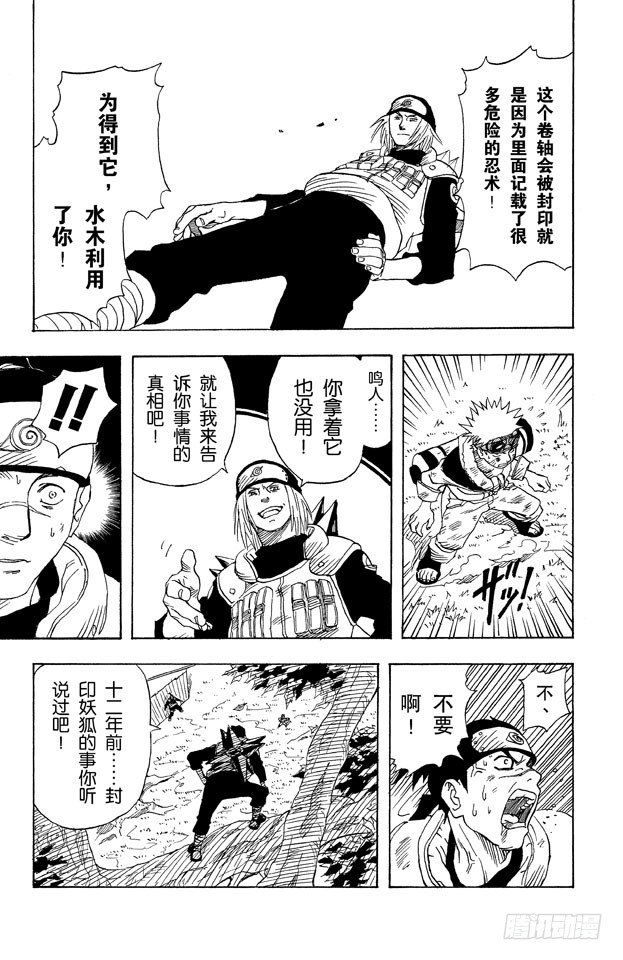 这个卷轴会被封印就
是因为里面记载了很
多危险的忍术！
为得到它，
水木利用
了你！
ザッ!
鸣人……
你拿着它
也没用！
就让我来告
诉你事情的
真相吧！
!!
不、
不要
啊！
十二年前……封
印妖狐的事你听
说过吧！
腾讯动漫